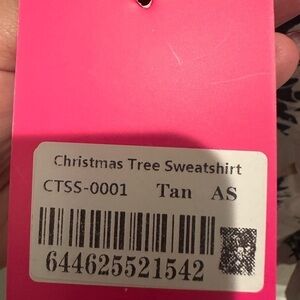 Christmas Tree Sweatshirt
CTSS-0001 Tan AS
644625521542